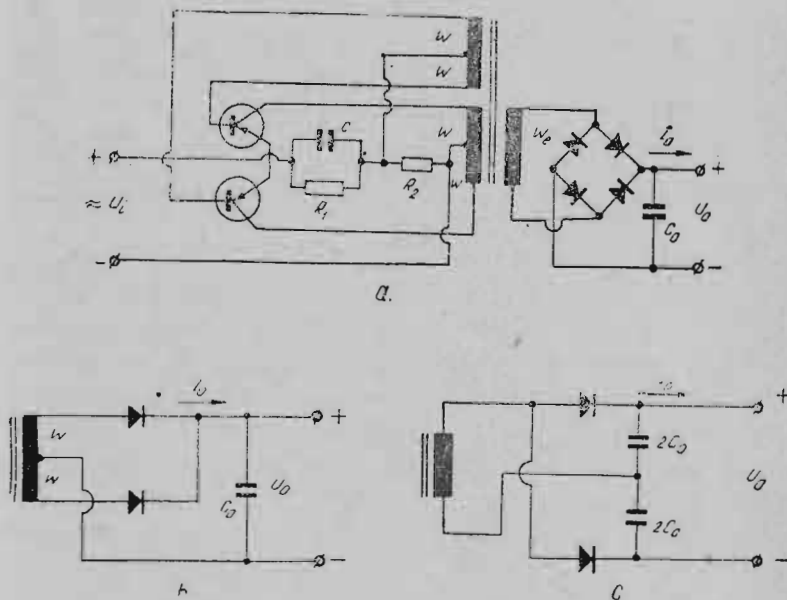 w
w
w
w
C
R₁
R₂
+
≈ Uᵢ
-
wₑ
I₀
+
C₀
U₀
-
a.
I₀
w
w
C₀
U₀
+
-
+
2C₀
2C₀
U₀
-
C